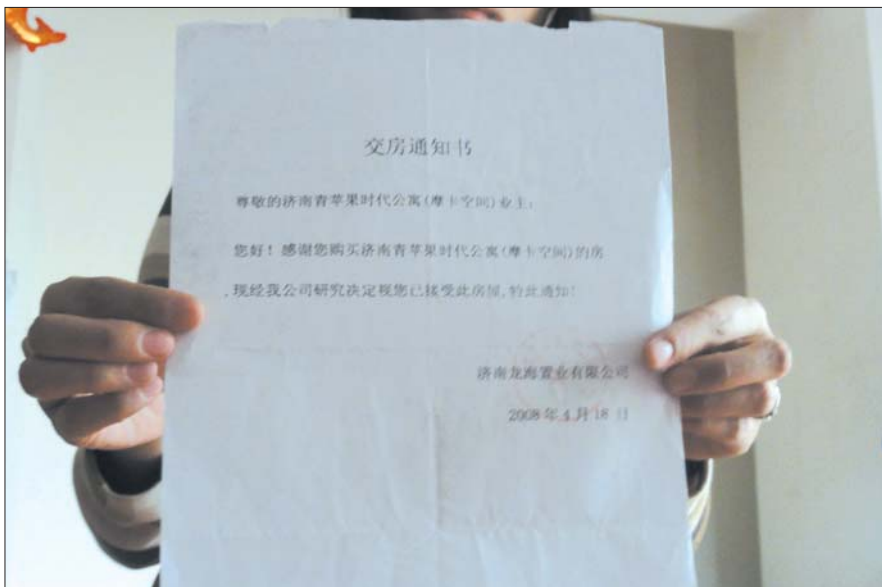 交房通知书
尊敬的济南青苹果时代公寓(摩卡空间)业主:
您好！感谢您购买济南青苹果时代公寓(摩卡空间)的房
,现经我公司研究决定视您已接受此房屋,特此通知!
济南龙海置业有限公司
2008年4月18日